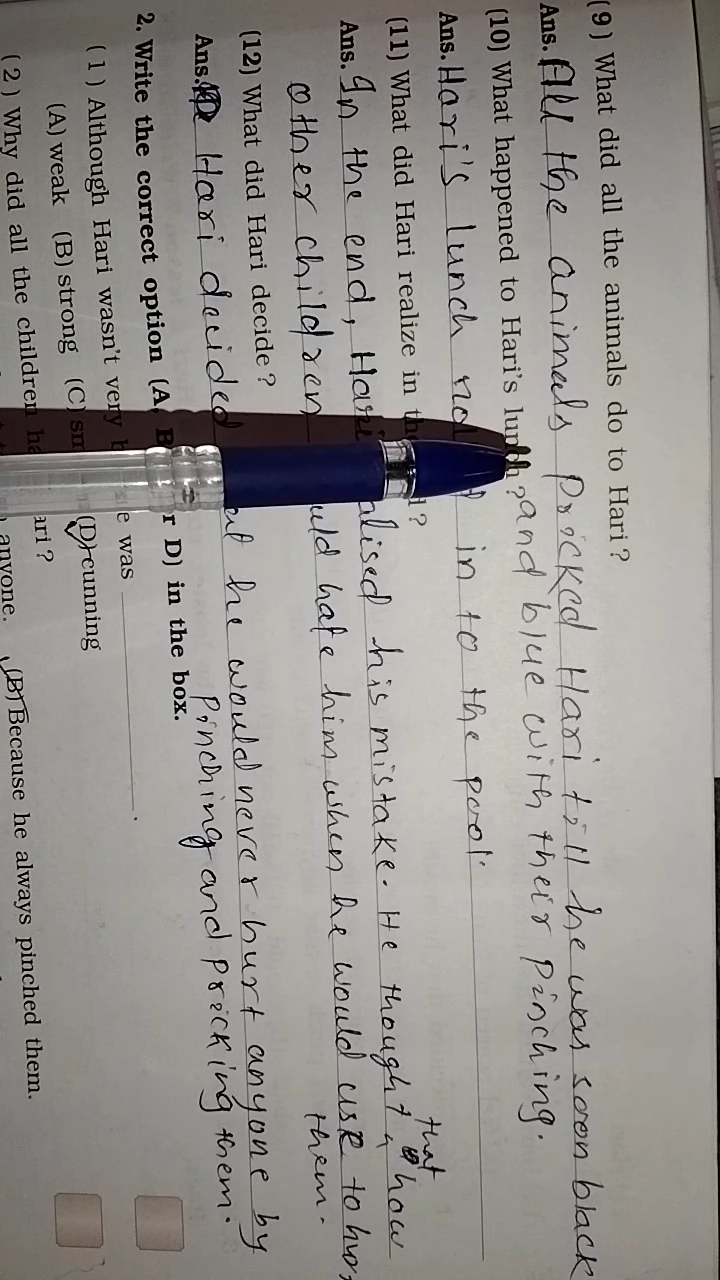 (9) What did all the animals do to Hari?
Ans. All the animals Pricked Hari till he was soon black
and blue with their Pinching.
(10) What happened to Hari's lunch?
Ans. Hari's lunch in to the pool.
(11) What did Hari realize in
Ans. In the end, Hari his mistake. He thought that how
other children hate him when he would use to hurt
them.
(12) What did Hari decide?
Ans. Hari decided he would never hurt anyone by
Pinching and Pricking them.
2. Write the correct option (A, B or D) in the box.
(1) Although Hari wasn't very was
(A) weak (B) strong (C) (D) cunning
(2) Why did all the children
anyone. (B) Because he always pinched them.